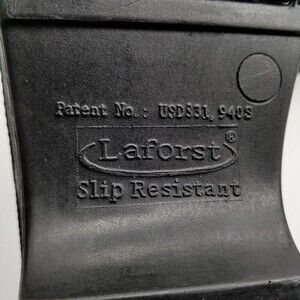 Patent No.: USD831,940S
Laforst®
Slip Resistant